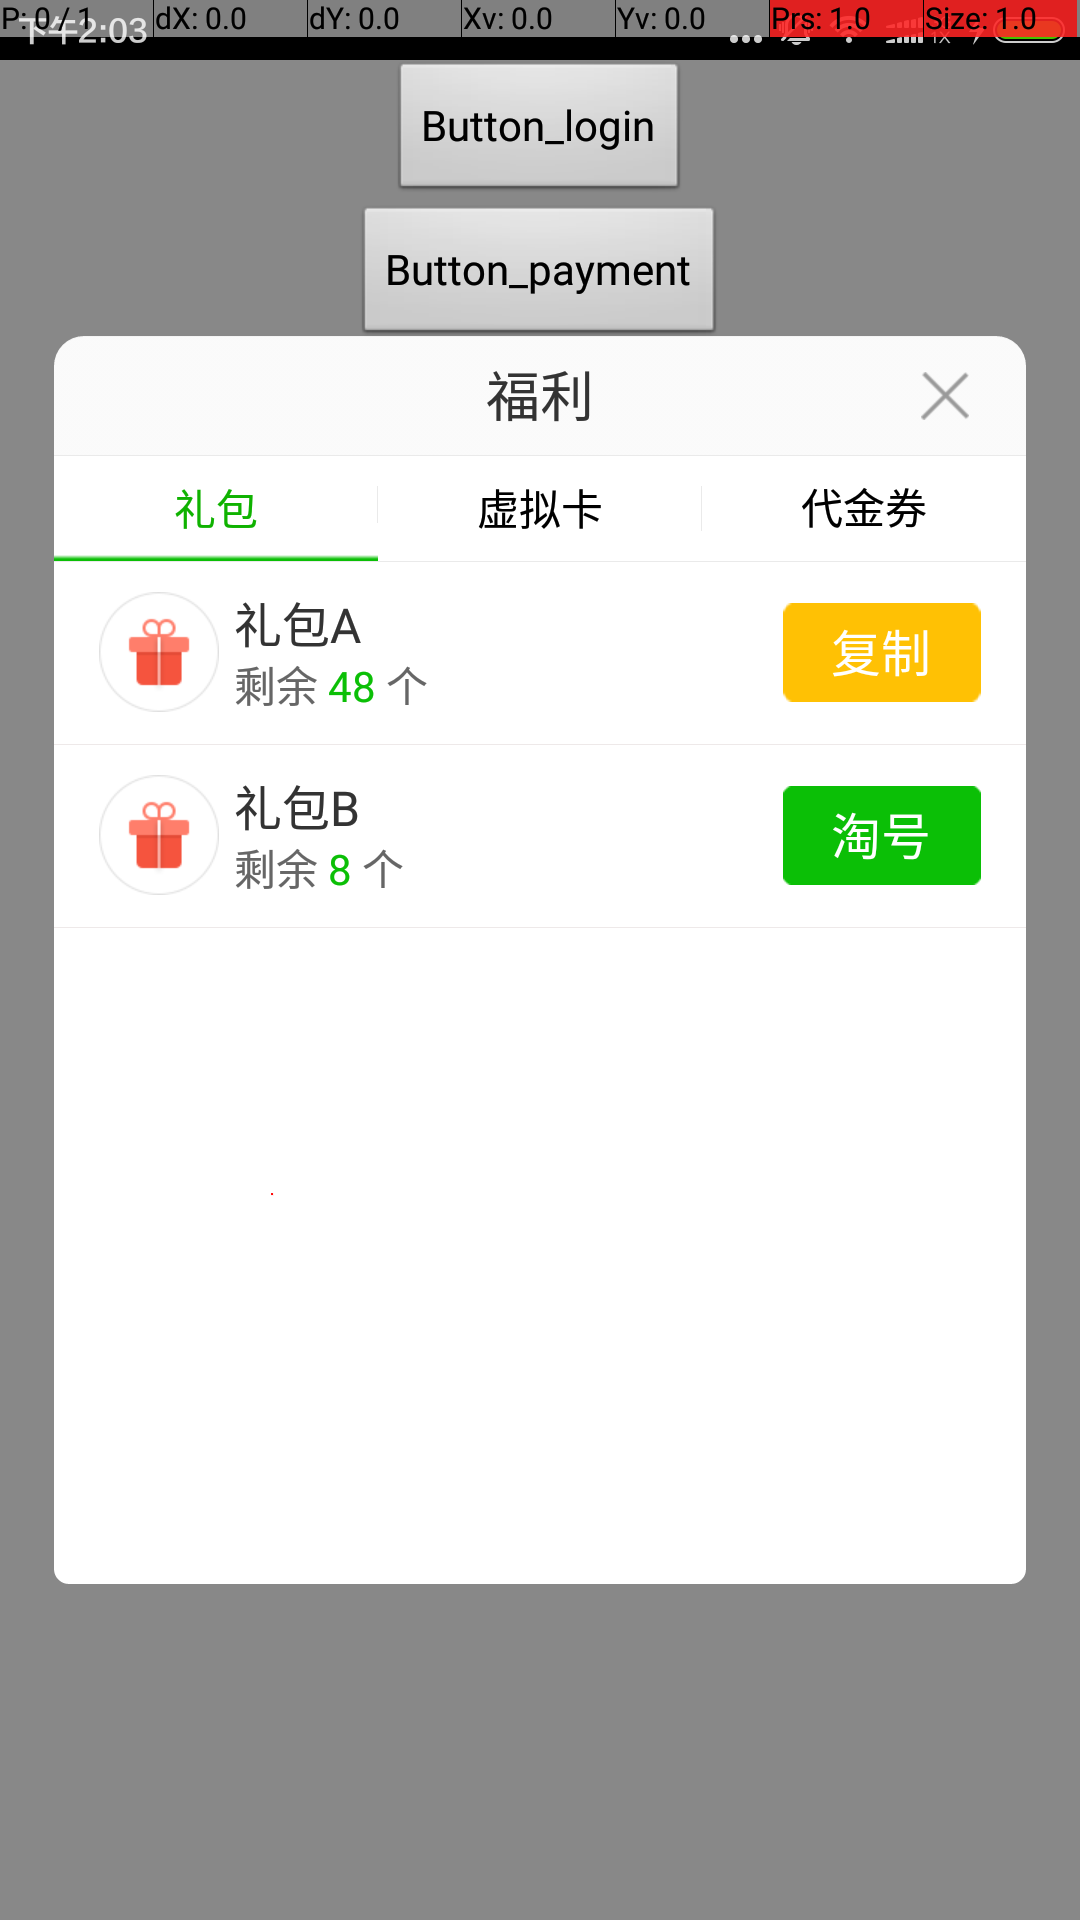 P: 0 / 1 dX: 0.0 dY: 0.0 Xv: 0.0 Yv: 0.0 Prs: 1.0 Size: 1.0
下午2:03 1X
Button_login
Button_payment
福利
礼包 虚拟卡 代金券
礼包A
剩余 48 个
复制
礼包B
剩余 8 个
淘号